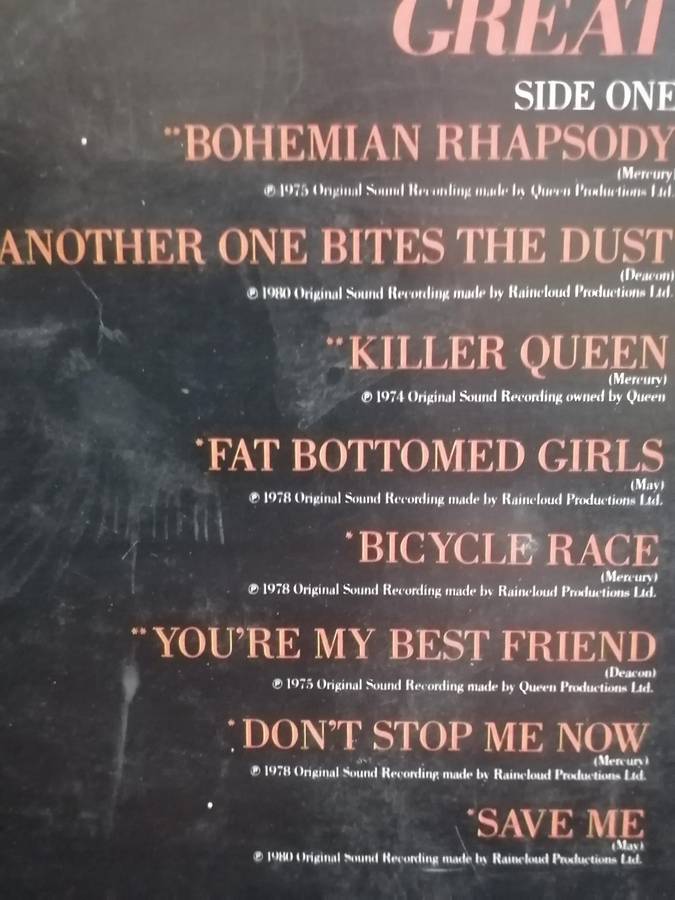 GREAT
SIDE ONE
**BOHEMIAN RHAPSODY
(Mercury)
℗ 1975 Original Sound Recording made by Queen Productions Ltd.
ANOTHER ONE BITES THE DUST
(Deacon)
℗ 1980 Original Sound Recording made by Raincloud Productions Ltd.
**KILLER QUEEN
(Mercury)
℗ 1974 Original Sound Recording owned by Queen
*FAT BOTTOMED GIRLS
(May)
℗ 1978 Original Sound Recording made by Raincloud Productions Ltd.
*BICYCLE RACE
(Mercury)
℗ 1978 Original Sound Recording made by Raincloud Productions Ltd.
**YOU'RE MY BEST FRIEND
(Deacon)
℗ 1975 Original Sound Recording made by Queen Productions Ltd.
*DON'T STOP ME NOW
(Mercury)
℗ 1978 Original Sound Recording made by Raincloud Productions Ltd.
*SAVE ME
(May)
℗ 1980 Original Sound Recording made by Raincloud Productions Ltd.